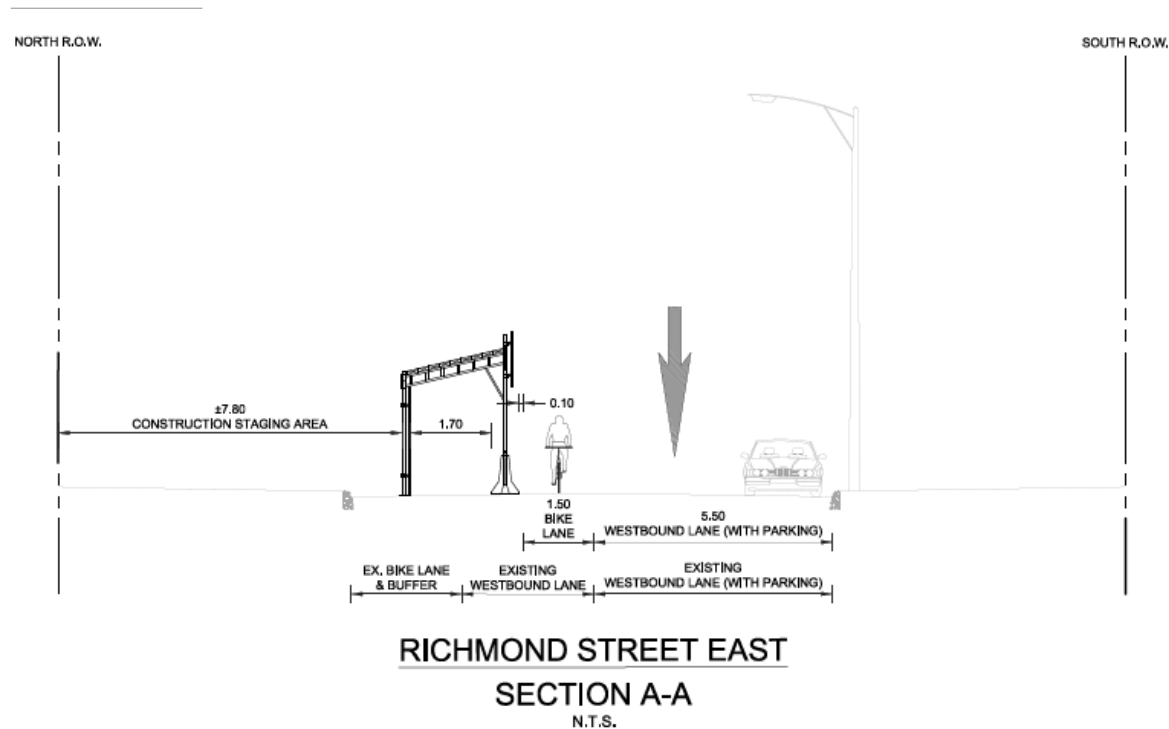 NORTH R.O.W.
SOUTH R.O.W.
±7.80
CONSTRUCTION STAGING AREA
1.70
0.10
1.50
BIKE
LANE
5.50
WESTBOUND LANE (WITH PARKING)
EX. BIKE LANE
& BUFFER
EXISTING
WESTBOUND LANE
EXISTING
WESTBOUND LANE (WITH PARKING)
RICHMOND STREET EAST
SECTION A-A
N.T.S.